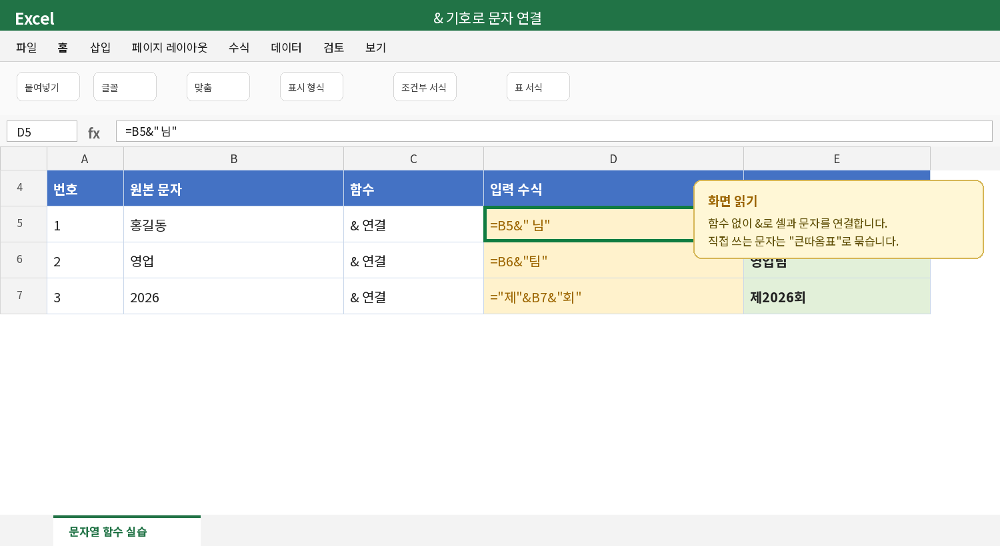 Excel
& 기호로 문자 연결
파일 홈 삽입 페이지 레이아웃 수식 데이터 검토 보기
붙여넣기 글꼴 맞춤 표시 형식 조건부 서식 표 서식
D5 fx =B5&" 님"
A B C D E
4 번호 원본 문자 함수 입력 수식
화면 읽기
함수 없이 &로 셀과 문자를 연결합니다.
직접 쓰는 문자는 "큰따옴표"로 묶습니다.
5 1 홍길동 & 연결 =B5&" 님"
6 2 영업 & 연결 =B6&"팀" 영업팀
7 3 2026 & 연결 ="제"&B7&"회" 제2026회
문자열 함수 실습